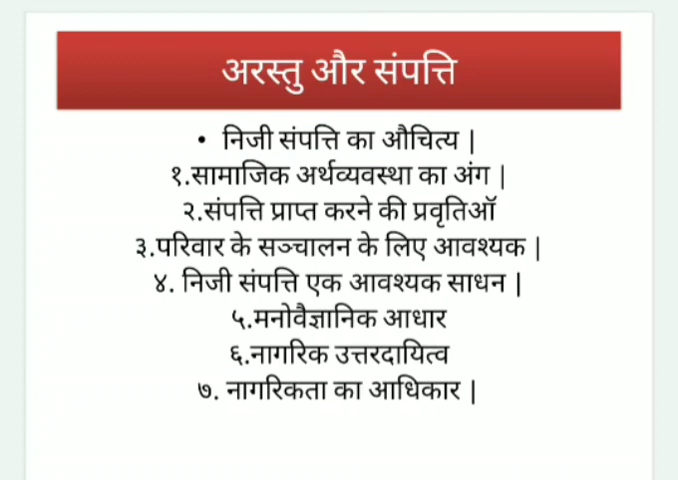 अरस्तु और संपत्ति
• निजी संपत्ति का औचित्य |
१.सामाजिक अर्थव्यवस्था का अंग |
२.संपत्ति प्राप्त करने की प्रवृतिऑ
३.परिवार के सञ्चालन के लिए आवश्यक |
४. निजी संपत्ति एक आवश्यक साधन |
५.मनोवैज्ञानिक आधार
६.नागरिक उत्तरदायित्व
७. नागरिकता का आधिकार |